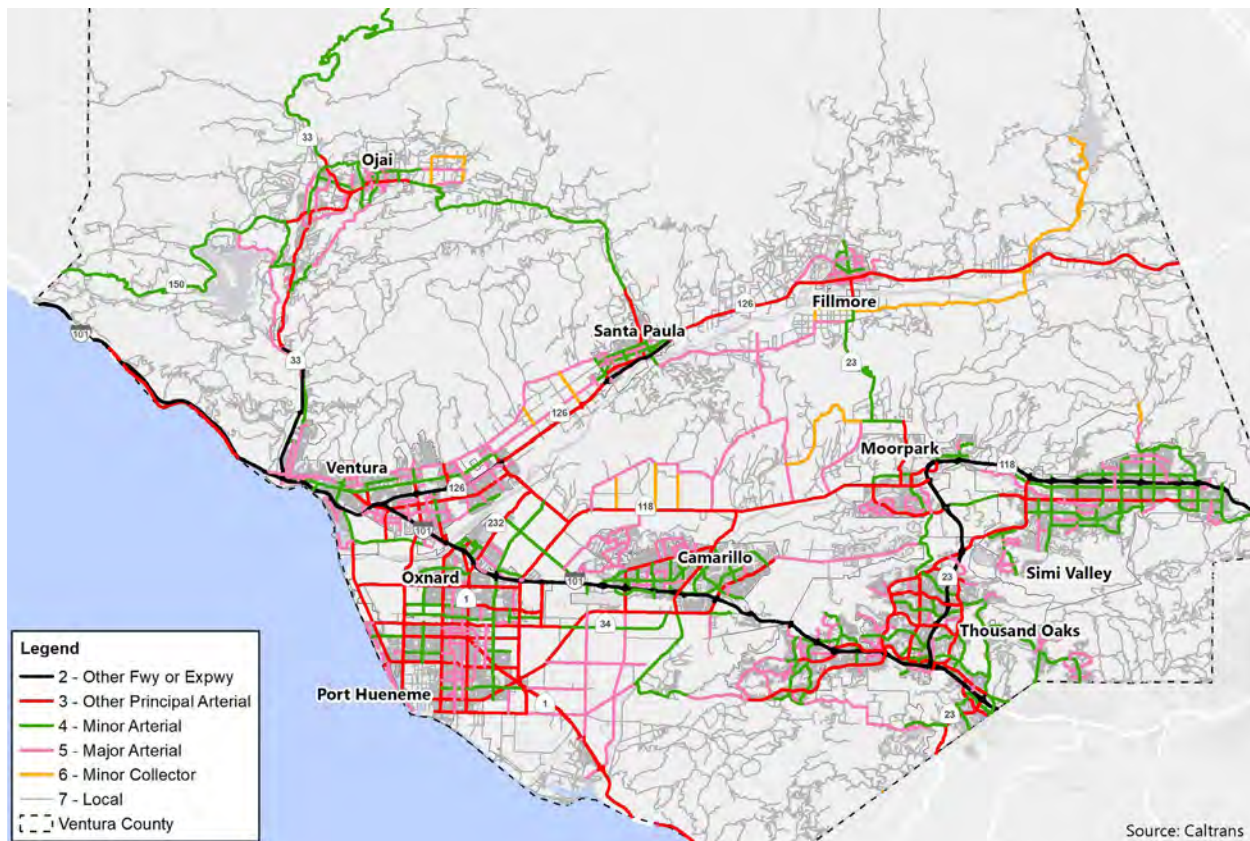 33
Ojai
150
126
Fillmore
Santa Paula
101
33
23
126
Moorpark
118
Ventura
126
118
232
101
Camarillo
Oxnard
101
Simi Valley
23
1
34
Thousand Oaks
Port Hueneme
1
23
Legend
2 - Other Fwy or Expwy
3 - Other Principal Arterial
4 - Minor Arterial
5 - Major Arterial
6 - Minor Collector
7 - Local
Ventura County
Source: Caltrans